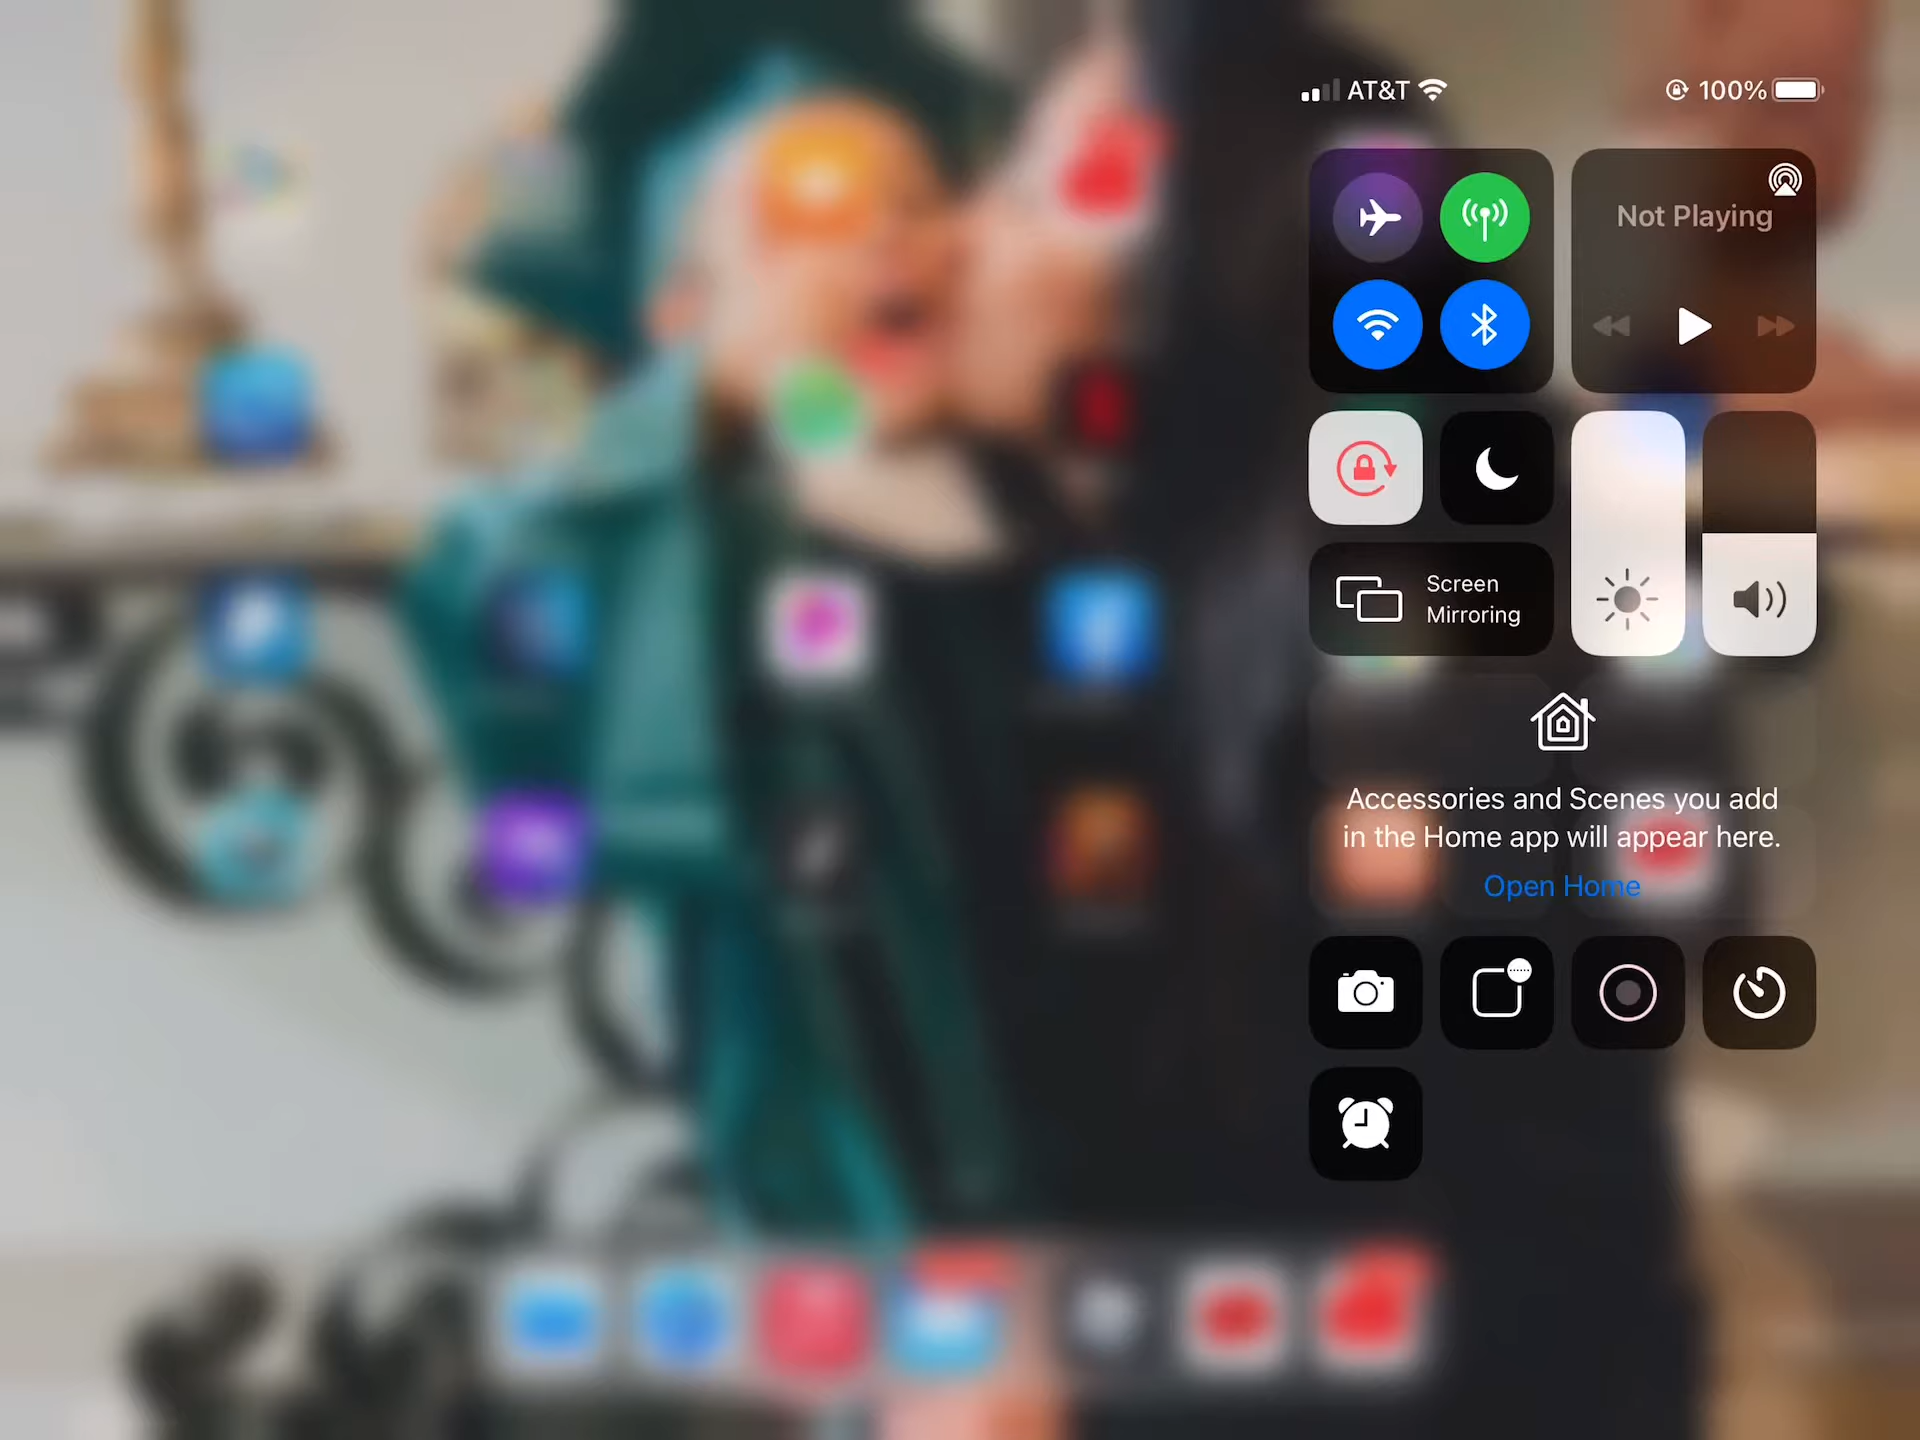 AT&T 100%
Not Playing
Screen
Mirroring
Accessories and Scenes you add
in the Home app will appear here.
Open Home